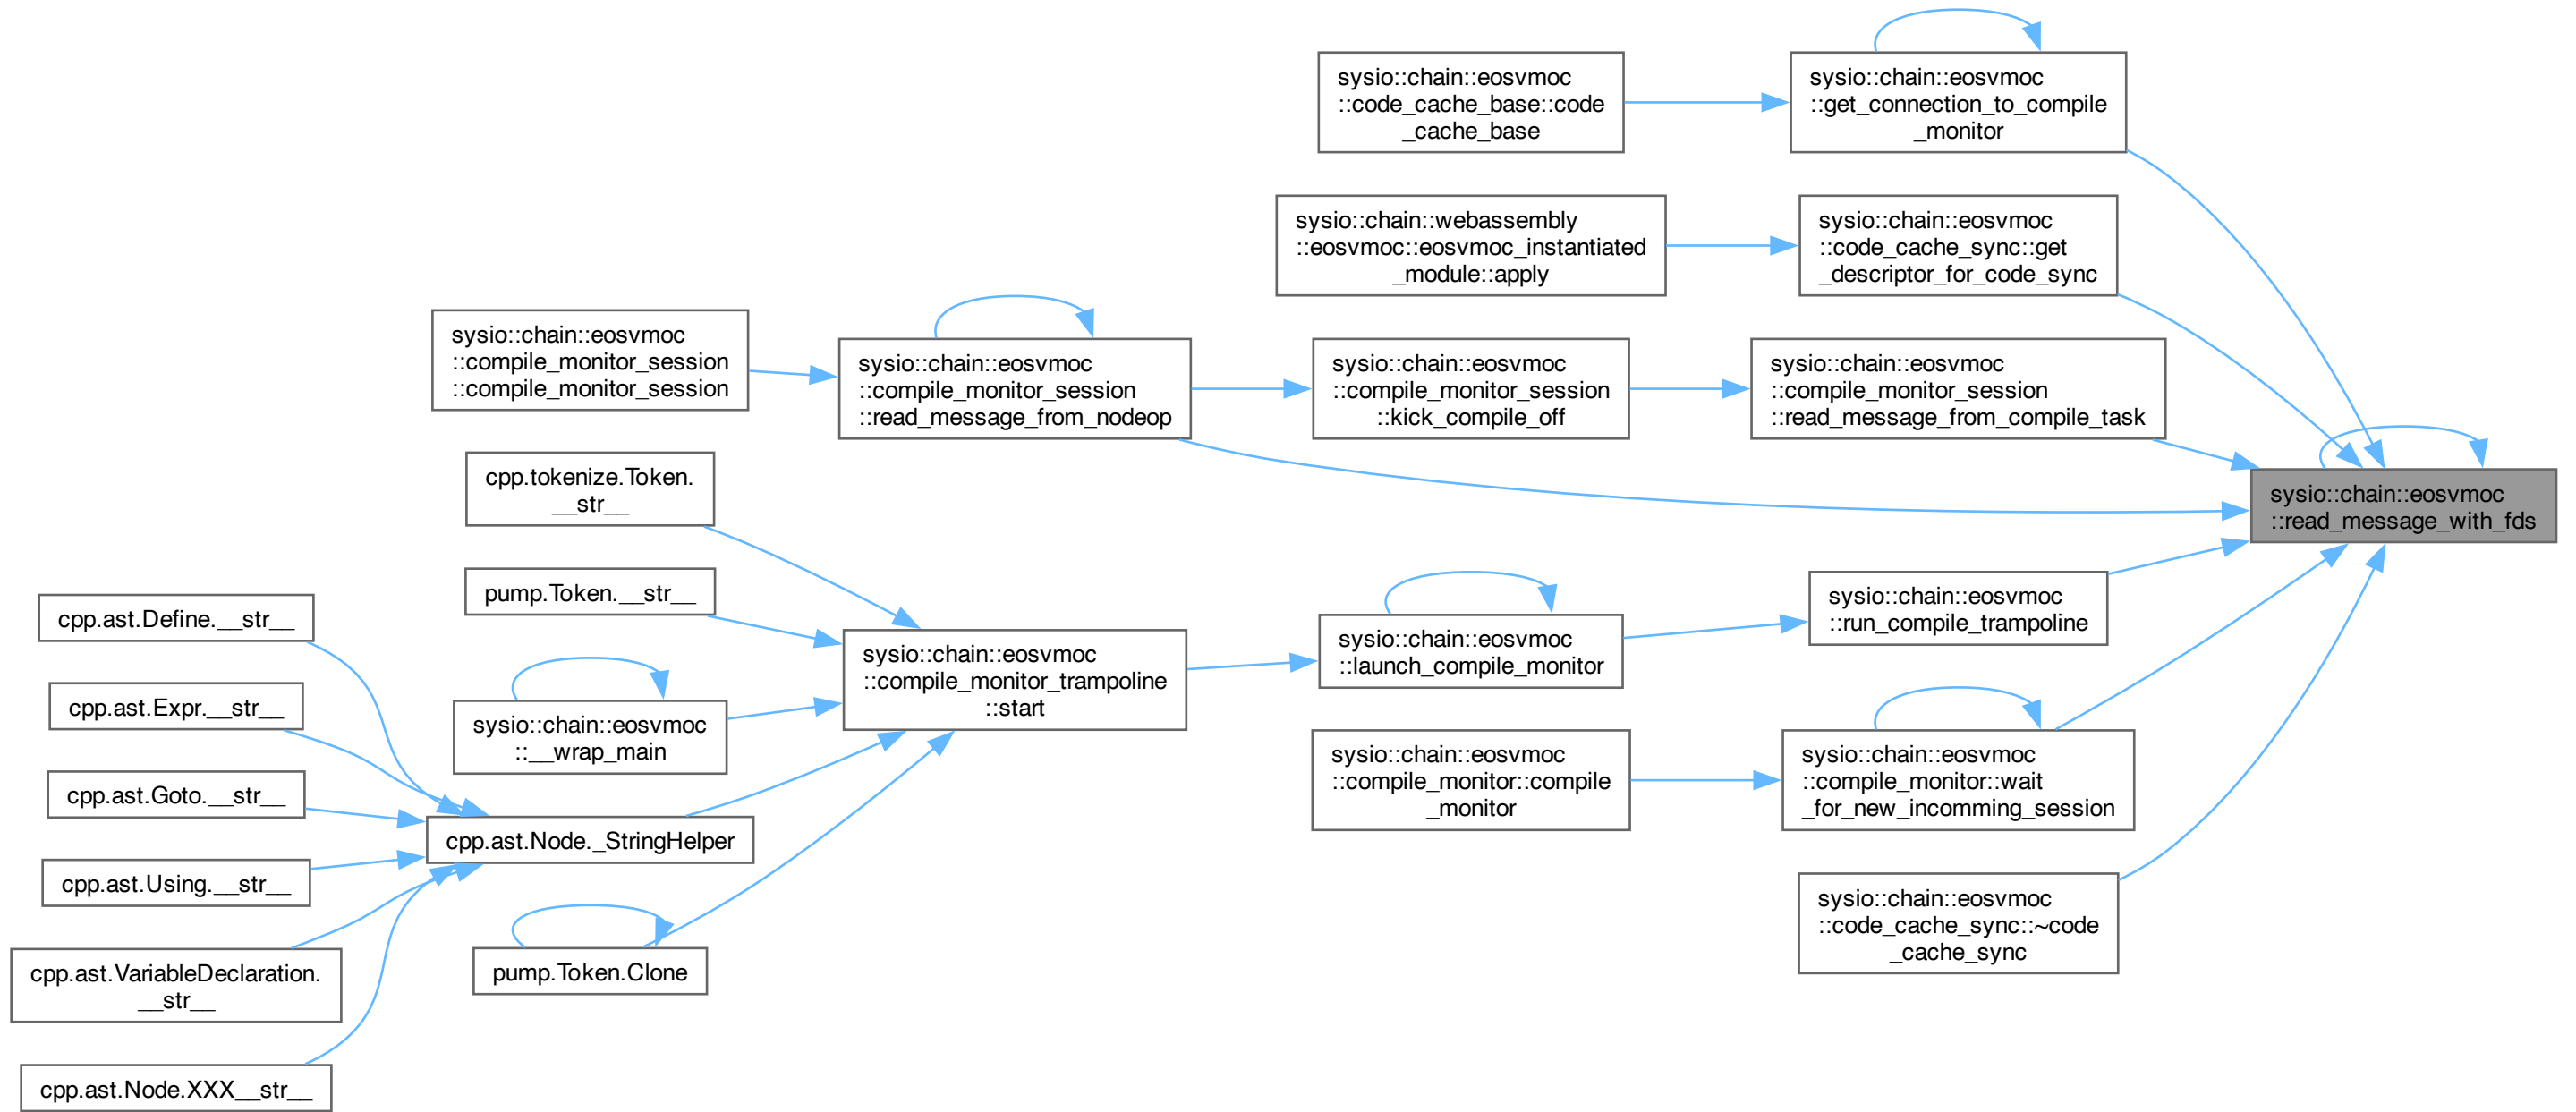 sysio::chain::eosvmoc
::code_cache_base::code
_cache_base
sysio::chain::eosvmoc
::get_connection_to_compile
_monitor
sysio::chain::webassembly
::eosvmoc::eosvmoc_instantiated
_module::apply
sysio::chain::eosvmoc
::code_cache_sync::get
_descriptor_for_code_sync
sysio::chain::eosvmoc
::compile_monitor_session
::compile_monitor_session
sysio::chain::eosvmoc
::compile_monitor_session
::read_message_from_nodeop
sysio::chain::eosvmoc
::compile_monitor_session
::kick_compile_off
sysio::chain::eosvmoc
::compile_monitor_session
::read_message_from_compile_task
sysio::chain::eosvmoc
::read_message_with_fds
cpp.tokenize.Token.
__str__
pump.Token.__str__
cpp.ast.Define.__str__
cpp.ast.Expr.__str__
cpp.ast.Goto.__str__
cpp.ast.Using.__str__
cpp.ast.VariableDeclaration.
__str__
cpp.ast.Node.XXX__str__
sysio::chain::eosvmoc
::__wrap_main
cpp.ast.Node._StringHelper
pump.Token.Clone
sysio::chain::eosvmoc
::compile_monitor_trampoline
::start
sysio::chain::eosvmoc
::launch_compile_monitor
sysio::chain::eosvmoc
::run_compile_trampoline
sysio::chain::eosvmoc
::compile_monitor::compile
_monitor
sysio::chain::eosvmoc
::compile_monitor::wait
_for_new_incomming_session
sysio::chain::eosvmoc
::code_cache_sync::~code
_cache_sync